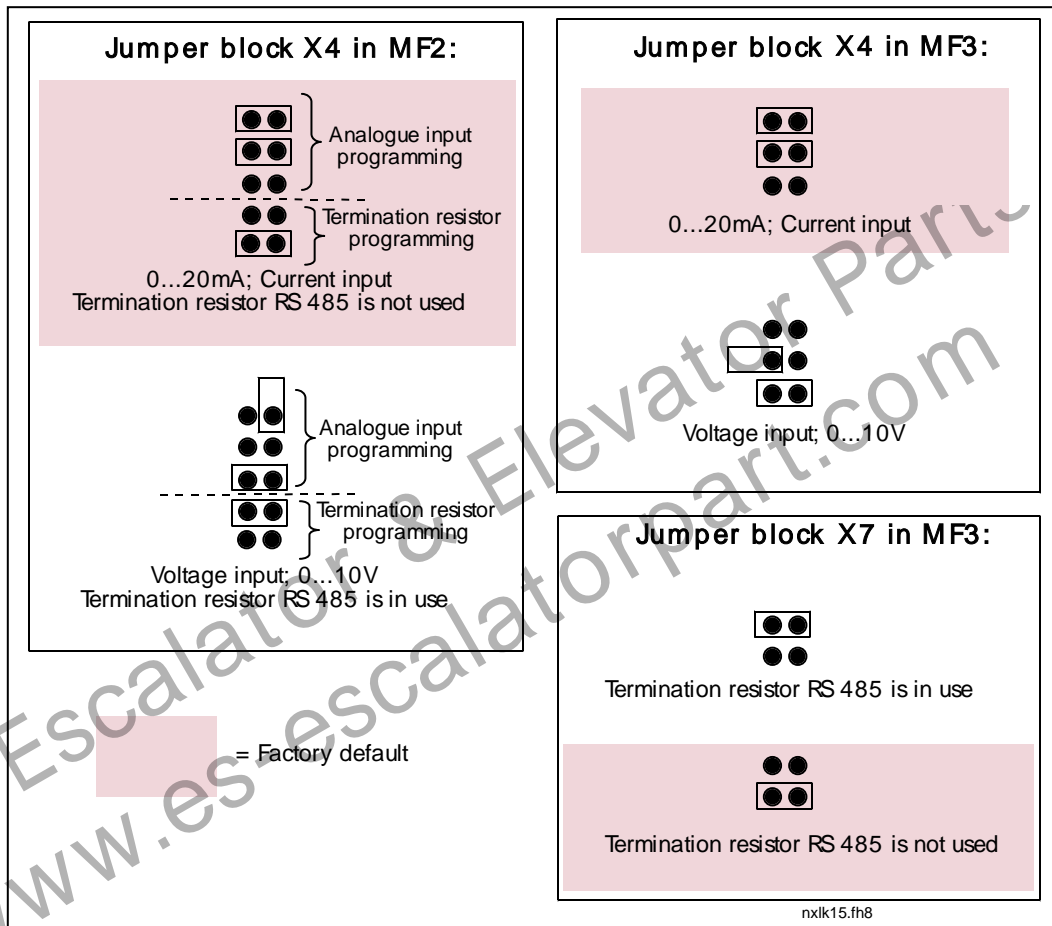 Jumper block X4 in MF2:
Analogue input
programming
Termination resistor
programming
0...20mA; Current input
Termination resistor RS 485 is not used
Analogue input
programming
Termination resistor
programming
Voltage input; 0...10V
Termination resistor RS 485 is in use
= Factory default
Jumper block X4 in MF3:
0...20mA; Current input
Voltage input; 0...10V
Jumper block X7 in MF3:
Termination resistor RS 485 is in use
Termination resistor RS 485 is not used
nxlk15.fh8
Escalator & Elevator Parts
www.es-escalatorpart.com